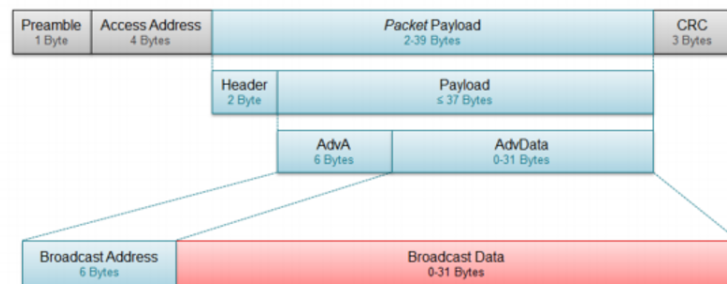 Preamble
1 Byte
Access Address
4 Bytes
Packet Payload
2-39 Bytes
CRC
3 Bytes
Header
2 Byte
Payload
≤ 37 Bytes
AdvA
6 Bytes
AdvData
0-31 Bytes
Broadcast Address
6 Bytes
Broadcast Data
0-31 Bytes